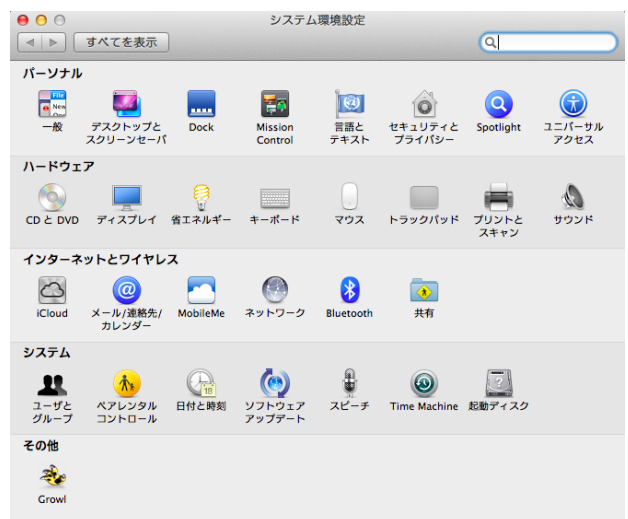 システム環境設定
すべてを表示
パーソナル
一般
デスクトップと
スクリーンセーバ
Dock
Mission
Control
言語と
テキスト
セキュリティと
プライバシー
Spotlight
ユニバーサル
アクセス
ハードウェア
CD と DVD
ディスプレイ
省エネルギー
キーボード
マウス
トラックパッド
プリントと
スキャン
サウンド
インターネットとワイヤレス
iCloud
メール/連絡先/
カレンダー
MobileMe
ネットワーク
Bluetooth
共有
システム
ユーザと
グループ
ペアレンタル
コントロール
18
日付と時刻
ソフトウェア
アップデート
スピーチ
Time Machine
?
起動ディスク
その他
Growl